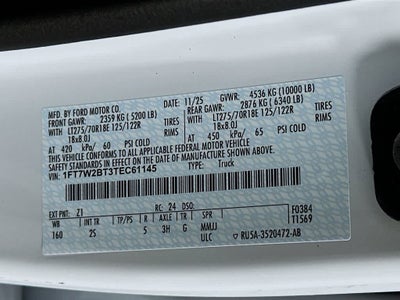 MFD. BY FORD MOTOR CO.
DATE: 11/25 GVWR: 4536 KG (10000 LB)
FRONT GAWR: 2359 KG (5200 LB) REAR GAWR: 2876 KG (6340 LB)
LT275/70R18E 125/122R TIRES LT275/70R18E 125/122R TIRES
18x8.0J RIMS 18x8.0J RIMS
AT 420 kPa/ 60 PSI COLD AT 450 kPa/ 65 PSI COLD
THIS VEHICLE CONFORMS TO ALL APPLICABLE FEDERAL MOTOR VEHICLE
SAFETY STANDARDS IN EFFECT ON THE DATE OF MANUFACTURE SHOWN ABOVE.
VIN: 1FT7W2BT3TEC61145 TYPE: Truck
EXT PNT: Z1 RC: 24 DSO: F0384
WB INT TR TP/PS R AXLE TR SPR T1569
160 2S 5 3H G MMJJ
ULC RU5A-3520472-AB